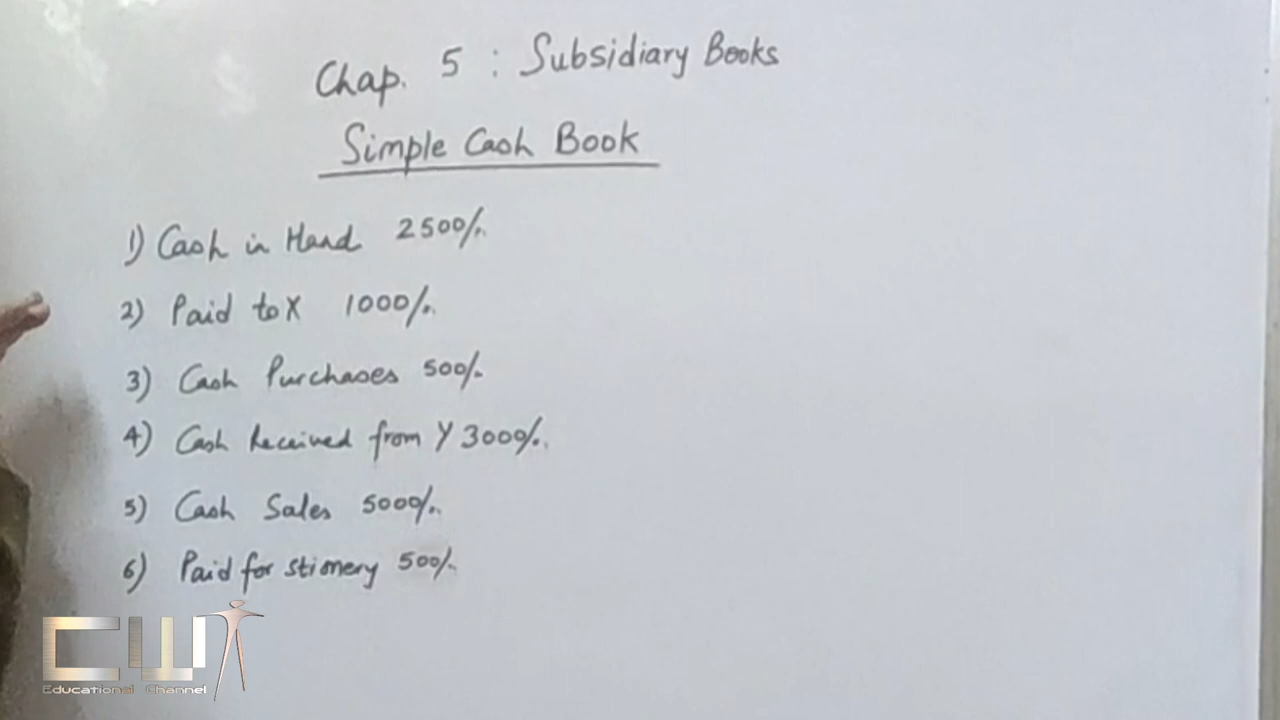 Chap. 5 : Subsidiary Books
Simple Cash Book
1) Cash in Hand 2500/-
2) Paid to X 1000/-
3) Cash Purchases 500/-
4) Cash Received from Y 3000/-
5) Cash Sales 5000/-
6) Paid for stionery 500/-
CW
Educational Channel